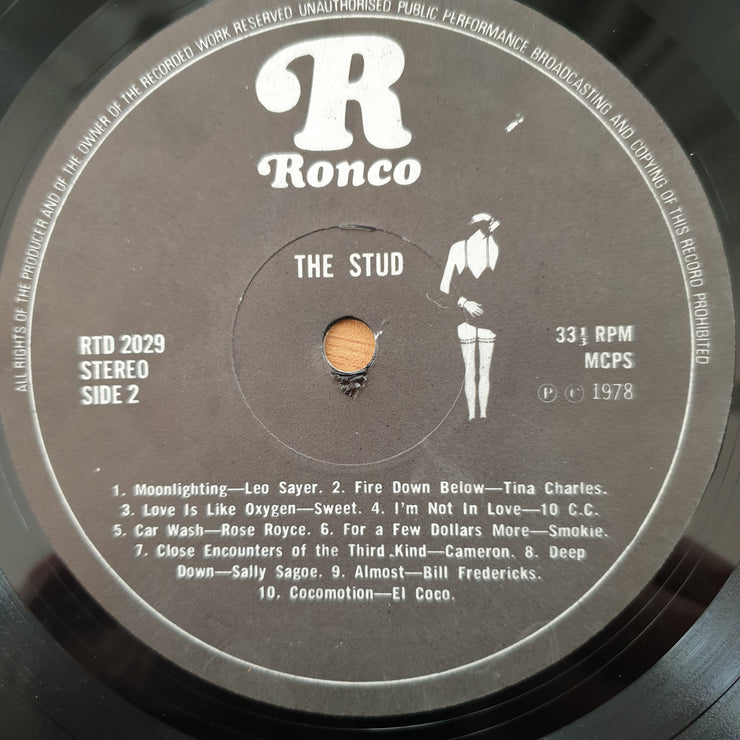 ALL RIGHTS OF THE PRODUCER AND OF THE OWNER OF THE RECORDED WORK RESERVED UNAUTHORISED PUBLIC PERFORMANCE BROADCASTING AND COPYING OF THIS RECORD PROHIBITED
R
Ronco
THE STUD
RTD 2029
STEREO
SIDE 2
33⅓ RPM
MCPS
Ⓟ © 1978
1. Moonlighting—Leo Sayer. 2. Fire Down Below—Tina Charles.
3. Love Is Like Oxygen—Sweet. 4. I'm Not In Love—10 C.C.
5. Car Wash—Rose Royce. 6. For a Few Dollars More—Smokie.
7. Close Encounters of the Third Kind—Cameron. 8. Deep
Down—Sally Sagoe. 9. Almost—Bill Fredericks.
10. Cocomotion—El Coco.